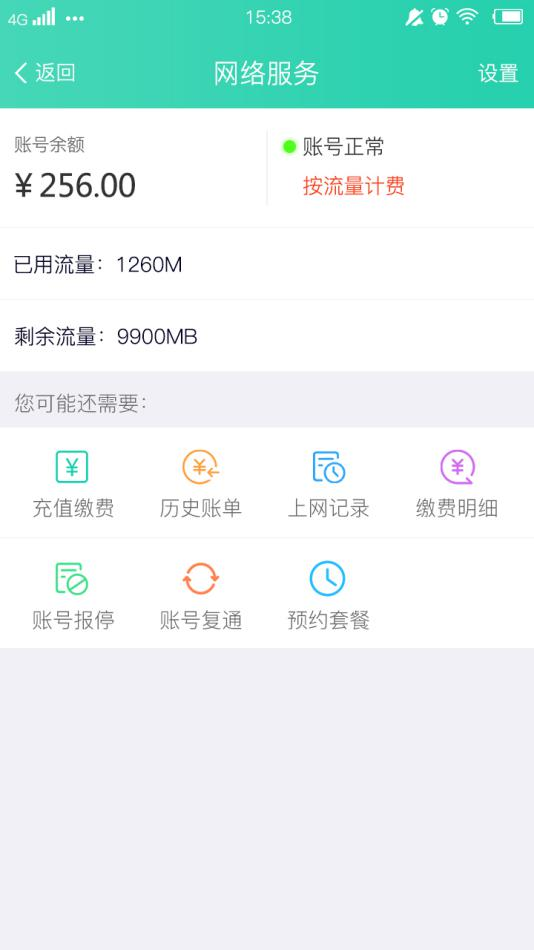 4G 15:38
返回 网络服务 设置
账号余额
¥256.00
账号正常
按流量计费
已用流量：1260M
剩余流量：9900MB
您可能还需要：
充值缴费 历史账单 上网记录 缴费明细
账号报停 账号复通 预约套餐